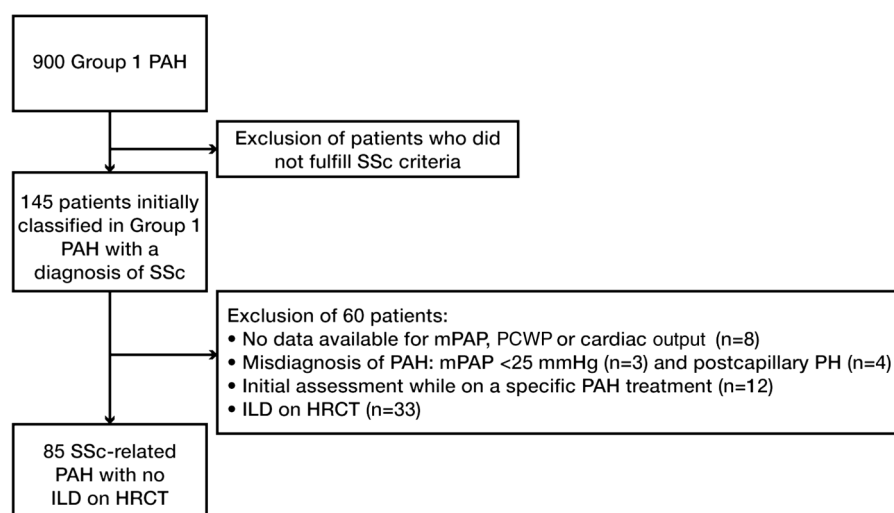 900 Group 1 PAH
Exclusion of patients who did
not fulfill SSc criteria
145 patients initially
classified in Group 1
PAH with a
diagnosis of SSc
Exclusion of 60 patients:
• No data available for mPAP, PCWP or cardiac output (n=8)
• Misdiagnosis of PAH: mPAP <25 mmHg (n=3) and postcapillary PH (n=4)
• Initial assessment while on a specific PAH treatment (n=12)
• ILD on HRCT (n=33)
85 SSc-related
PAH with no
ILD on HRCT